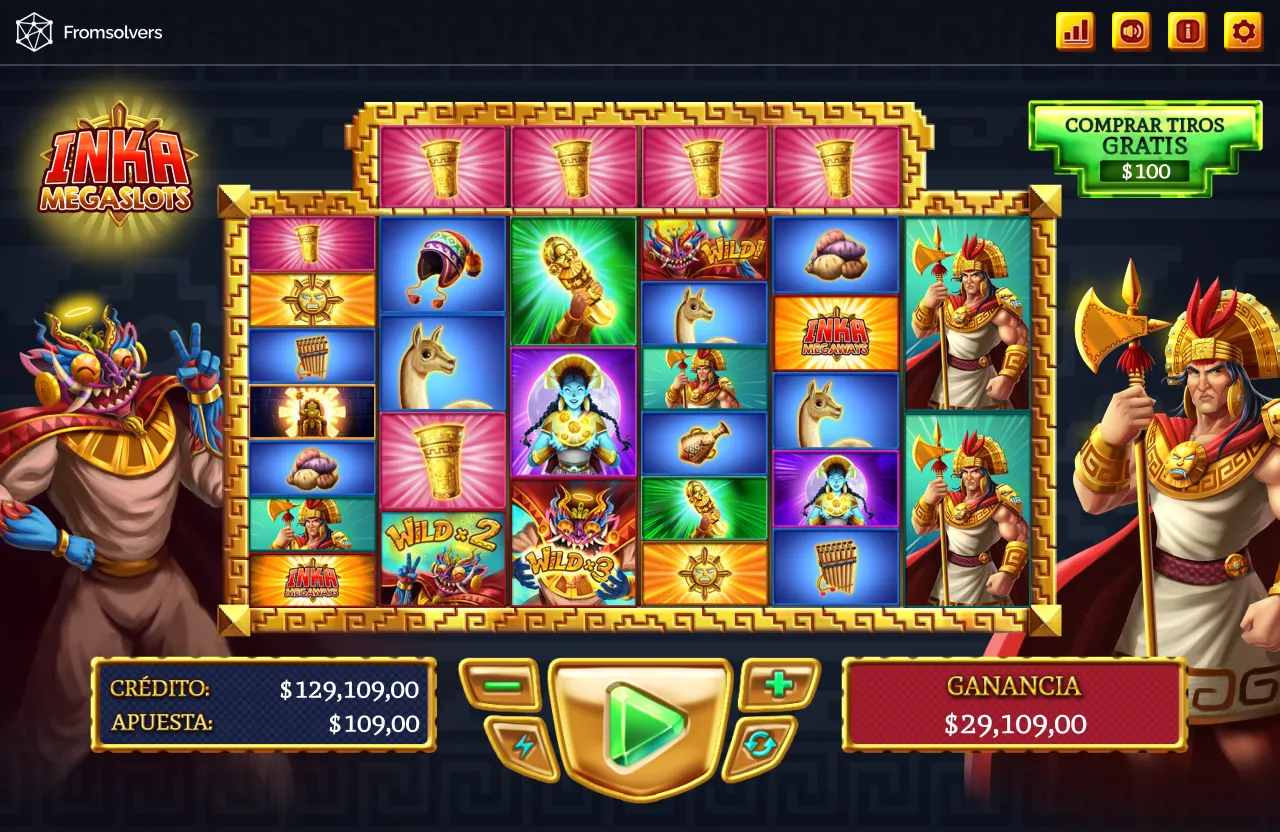 Fromsolvers
INKA
MEGASLOTS
COMPRAR TIROS
GRATIS
$100
WILD!
INKA
MEGAWAYS
WILD x2
WILD x3
INKA
MEGAWAYS
CRÉDITO: $129,109,00
APUESTA: $109,00
GANANCIA
$29,109,00